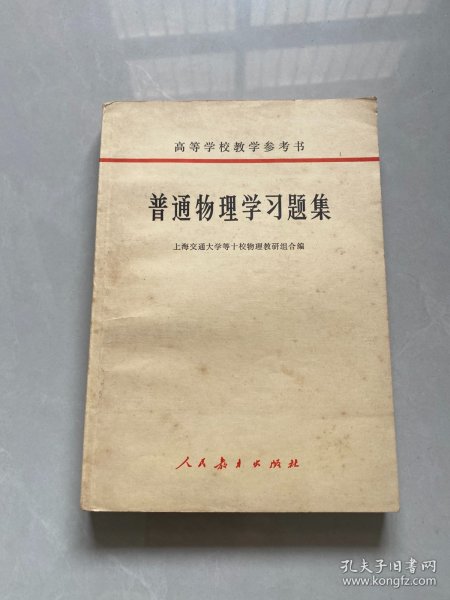 高等学校教学参考书
普通物理学习题集
上海交通大学等十校物理教研组合编
人民教育出版社
孔夫子旧书网
www.kongfz.com